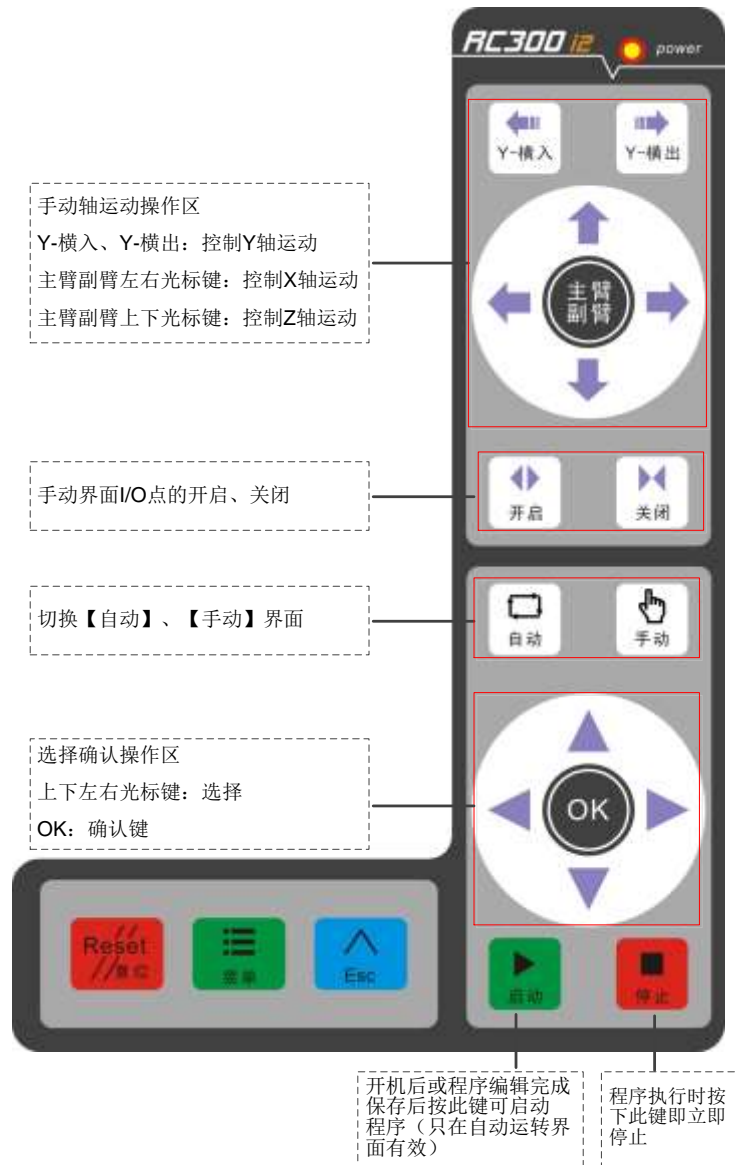 RC300 i2 power
Y-横入 Y-横出
手动轴运动操作区
Y-横入、Y-横出：控制Y轴运动
主臂副臂左右光标键：控制X轴运动
主臂副臂上下光标键：控制Z轴运动
主臂
副臂
手动界面I/O点的开启、关闭
开启 关闭
切换【自动】、【手动】界面
自动 手动
选择确认操作区
上下左右光标键：选择
OK：确认键
OK
Reset
复位
菜单
Esc
启动 停止
开机后或程序编辑完成
保存后按此键可启动
程序（只在自动运转界
面有效）
程序执行时按
下此键即立即
停止